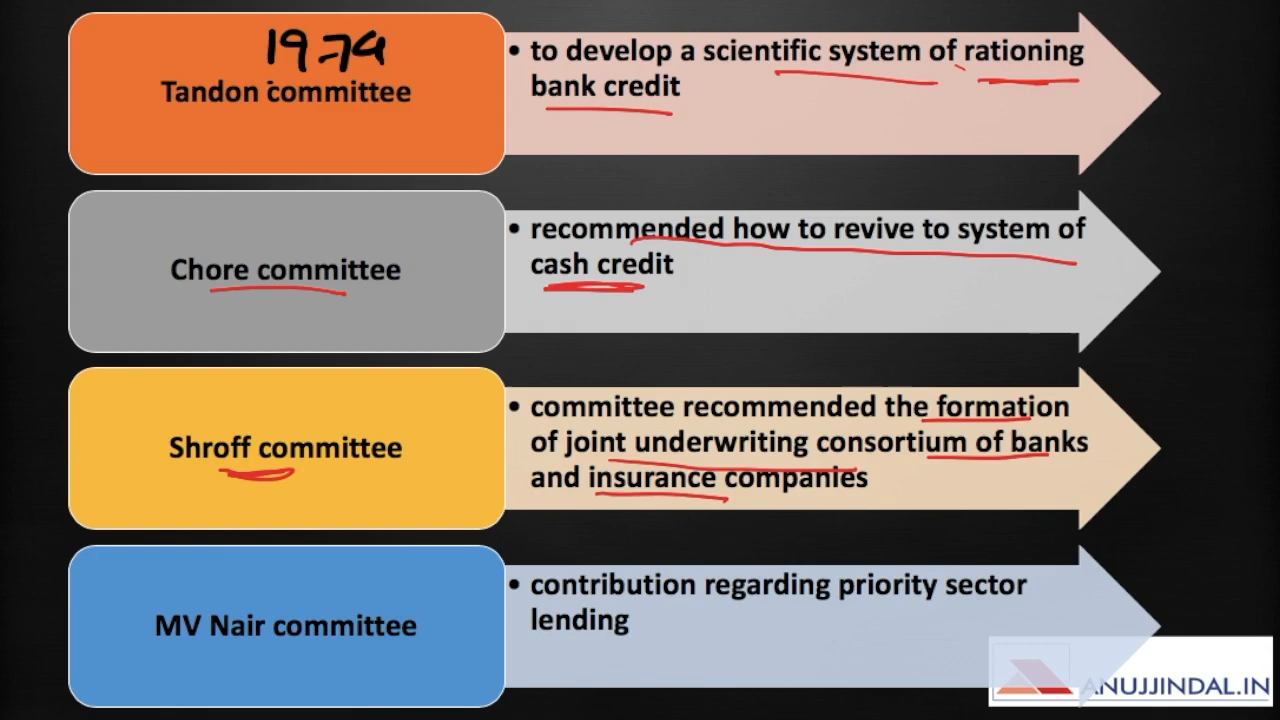 1974
Tandon committee
• to develop a scientific system of rationing
bank credit
Chore committee
• recommended how to revive to system of
cash credit
Shroff committee
• committee recommended the formation
of joint underwriting consortium of banks
and insurance companies
MV Nair committee
• contribution regarding priority sector
lending
ANUJJINDAL.IN